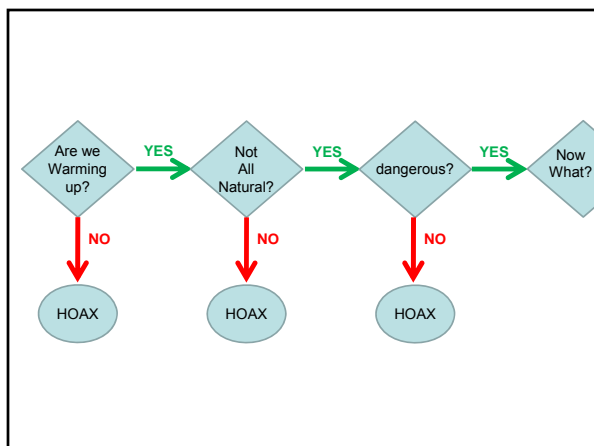 Are we
Warming
up?
YES
Not
All
Natural?
YES
dangerous?
YES
Now
What?
NO
NO
NO
HOAX
HOAX
HOAX